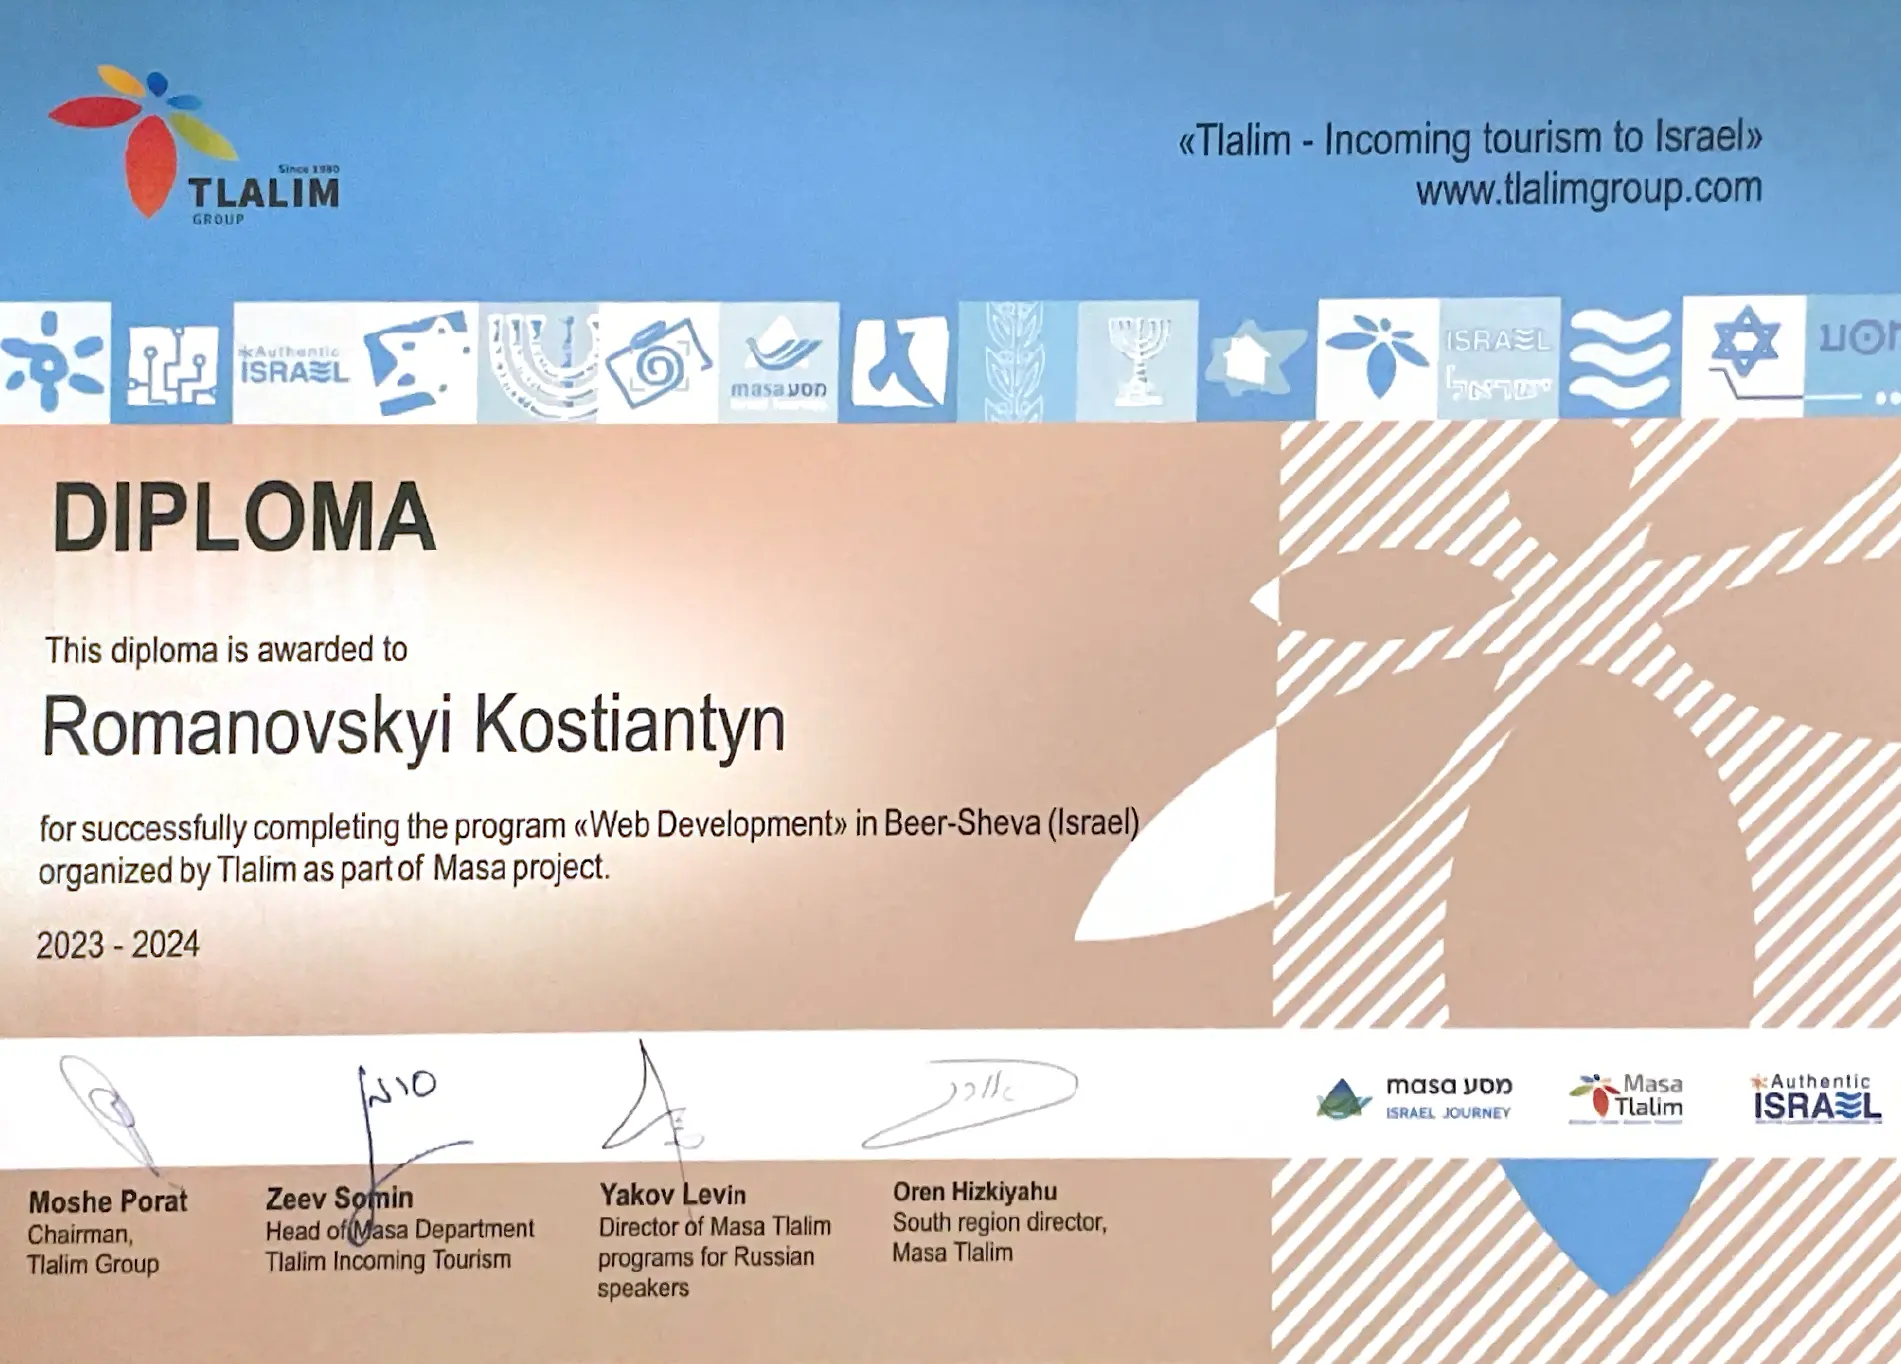 Since 1980
TLALIM
GROUP
«Tlalim - Incoming tourism to Israel»
www.tlalimgroup.com
Authentic
ISRAEL
masa מסע
ISRAEL
ישראל
DIPLOMA
This diploma is awarded to
Romanovskyi Kostiantyn
for successfully completing the program «Web Development» in Beer-Sheva (Israel)
organized by Tlalim as part of Masa project.
2023 - 2024
masa מסע
ISRAEL JOURNEY
Masa
Tlalim
Authentic
ISRAEL
Moshe Porat
Chairman,
Tlalim Group
Zeev Somin
Head of Masa Department
Tlalim Incoming Tourism
Yakov Levin
Director of Masa Tlalim
programs for Russian
speakers
Oren Hizkiyahu
South region director,
Masa Tlalim